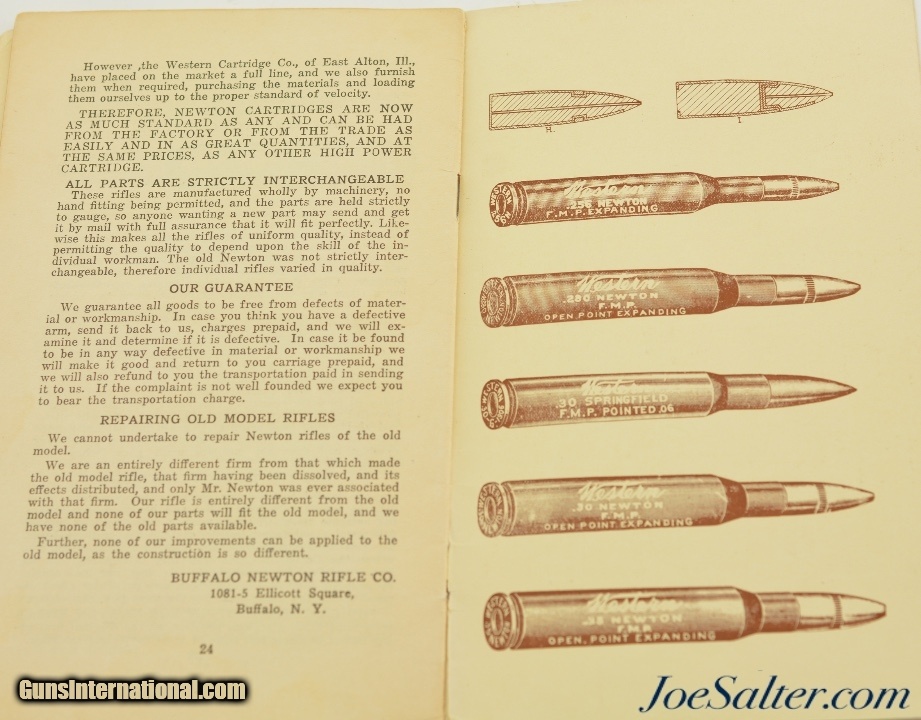 However ,the Western Cartridge Co., of East Alton, Ill.,
have placed on the market a full line, and we also furnish
them when required, purchasing the materials and loading
them ourselves up to the proper standard of velocity.
THEREFORE, NEWTON CARTRIDGES ARE NOW
AS MUCH STANDARD AS ANY AND CAN BE HAD
FROM THE FACTORY OR FROM THE TRADE AS
EASILY AND IN AS GREAT QUANTITIES, AND AT
THE SAME PRICES, AS ANY OTHER HIGH POWER
CARTRIDGE.
ALL PARTS ARE STRICTLY INTERCHANGEABLE
These rifles are manufactured wholly by machinery, no
hand fitting being permitted, and the parts are held strictly
to gauge, so anyone wanting a new part may send and get
it by mail with full assurance that it will fit perfectly. Like-
wise this makes all the rifles of uniform quality, instead of
permitting the quality to depend upon the skill of the in-
dividual workman. The old Newton was not strictly inter-
changeable, therefore individual rifles varied in quality.
OUR GUARANTEE
We guarantee all goods to be free from defects of mater-
ial or workmanship. In case you think you have a defective
arm, send it back to us, charges prepaid, and we will ex-
amine it and determine if it is defective. In case it be found
to be in any way defective in material or workmanship we
will make it good and return to you carriage prepaid, and
we will also refund to you the transportation paid in sending
it to us. If the complaint is not well founded we expect you
to bear the transportation charge.
REPAIRING OLD MODEL RIFLES
We cannot undertake to repair Newton rifles of the old
model.
We are an entirely different firm from that which made
the old model rifle, that firm having been dissolved, and its
effects distributed, and only Mr. Newton was ever associated
with that firm. Our rifle is entirely different from the old
model and none of our parts will fit the old model, and we
have none of the old parts available.
Further, none of our improvements can be applied to the
old model, as the construction is so different.
BUFFALO NEWTON RIFLE CO.
1081-5 Ellicott Square,
Buffalo, N. Y.
24
H.
I
Western
.256 NEWTON
F.M.P. EXPANDING
Western
.280 NEWTON
F.M.P.
OPEN POINT EXPANDING
Western
30 SPRINGFIELD
F.M.P. POINTED 06
Western
.30 NEWTON
F.M.P.
OPEN POINT EXPANDING
Western
.35 NEWTON
F.M.P.
OPEN POINT EXPANDING
GunsInternational.com
JoeSalter.com